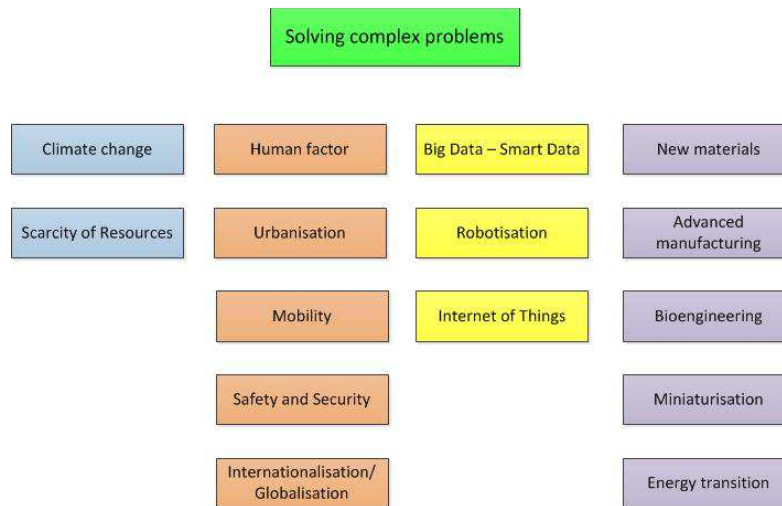 Solving complex problems
Climate change
Human factor
Big Data – Smart Data
New materials
Scarcity of Resources
Urbanisation
Robotisation
Advanced
manufacturing
Mobility
Internet of Things
Bioengineering
Safety and Security
Miniaturisation
Internationalisation/
Globalisation
Energy transition